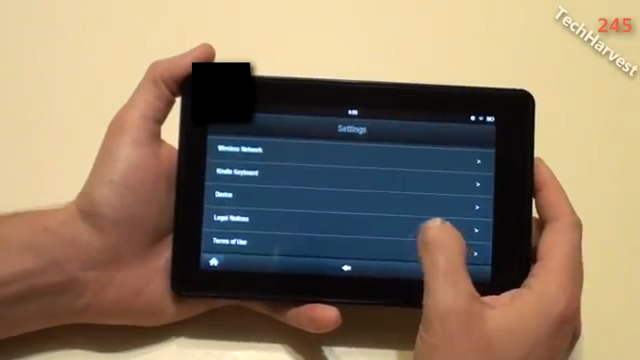 245
TechHarvest
Settings
Wireless Network
Kindle Keyboard
Device
Legal Notices
Terms of Use